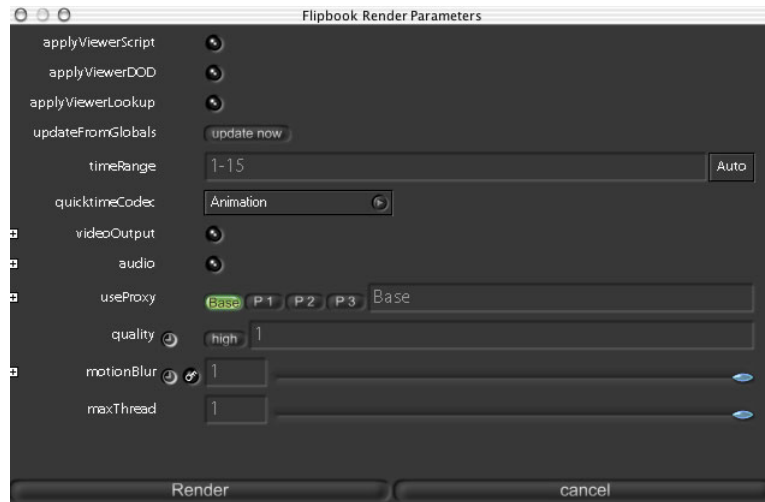 Flipbook Render Parameters
applyViewerScript
applyViewerDOD
applyViewerLookup
updateFromGlobals update now
timeRange 1-15 Auto
quicktimeCodec Animation
videoOutput
audio
useProxy Base P1 P2 P3 Base
quality high 1
motionBlur 1
maxThread 1
Render cancel